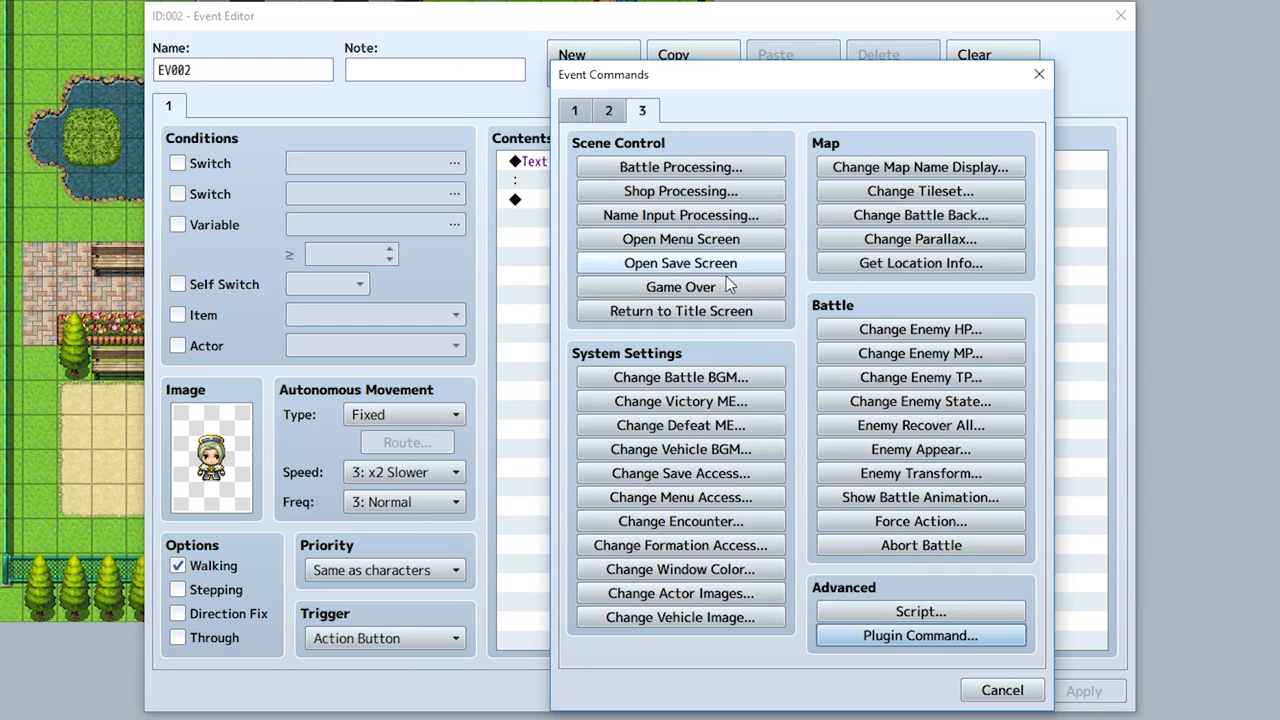 ID:002 - Event Editor
Name:
Note:
EV002
New
Copy
Paste
Delete
Clear
1
Conditions
Switch
...
Switch
...
Variable
...
≥
Self Switch
Item
Actor
Image
Autonomous Movement
Type:
Fixed
Route...
Speed:
3: x2 Slower
Freq:
3: Normal
Options
Walking
Stepping
Direction Fix
Through
Priority
Same as characters
Trigger
Action Button
Contents
◆Text
:
◆
Event Commands
1
2
3
Scene Control
Battle Processing...
Shop Processing...
Name Input Processing...
Open Menu Screen
Open Save Screen
Game Over
Return to Title Screen
System Settings
Change Battle BGM...
Change Victory ME...
Change Defeat ME...
Change Vehicle BGM...
Change Save Access...
Change Menu Access...
Change Encounter...
Change Formation Access...
Change Window Color...
Change Actor Images...
Change Vehicle Image...
Map
Change Map Name Display...
Change Tileset...
Change Battle Back...
Change Parallax...
Get Location Info...
Battle
Change Enemy HP...
Change Enemy MP...
Change Enemy TP...
Change Enemy State...
Enemy Recover All...
Enemy Appear...
Enemy Transform...
Show Battle Animation...
Force Action...
Abort Battle
Advanced
Script...
Plugin Command...
Cancel
Apply